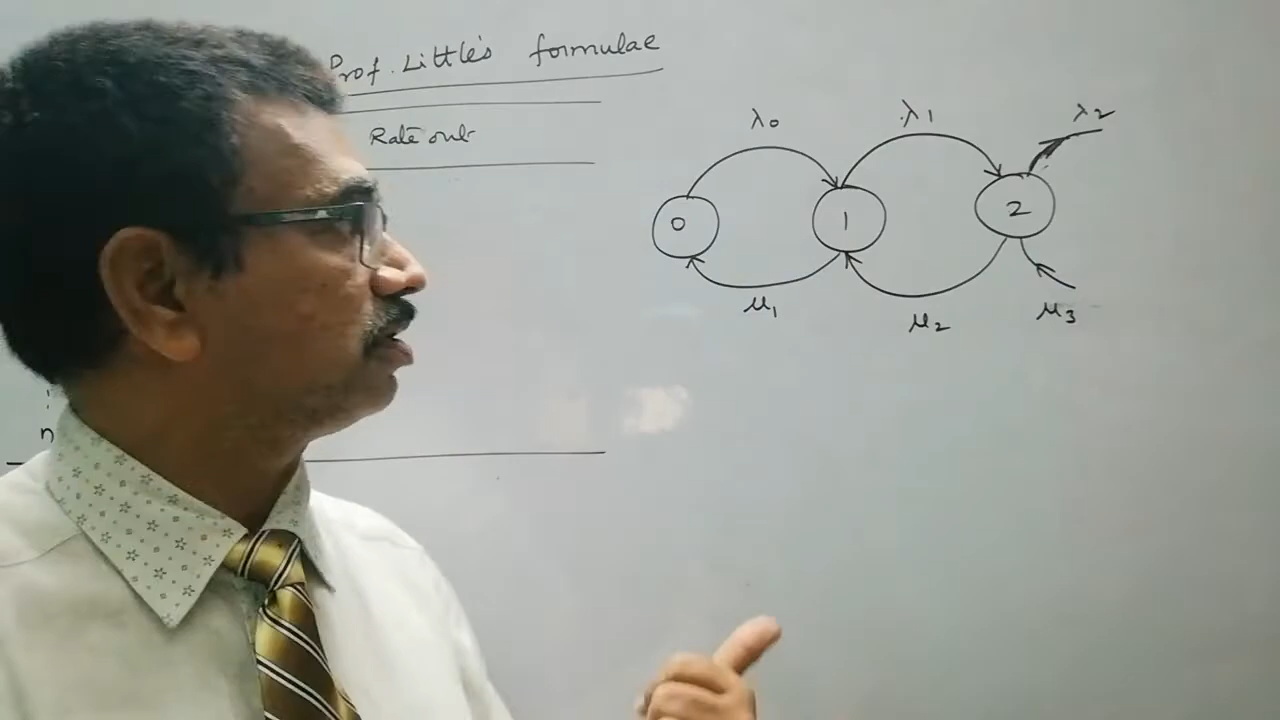 Prof. Little's formulae
Rate out
λ0 λ1 λ2
0 1 2
μ1 μ2 μ3
n